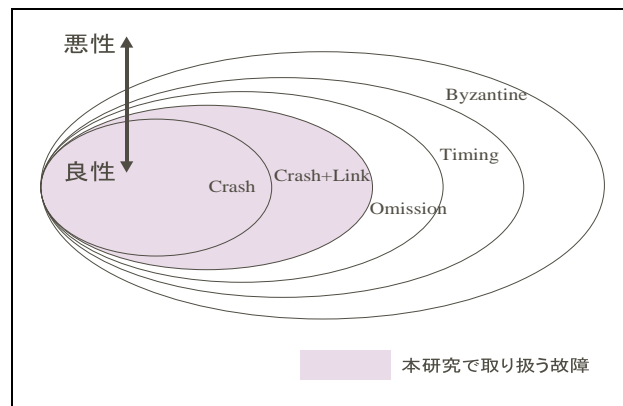 悪性
Byzantine
Timing
良性
Crash
Crash+Link
Omission
本研究で取り扱う故障